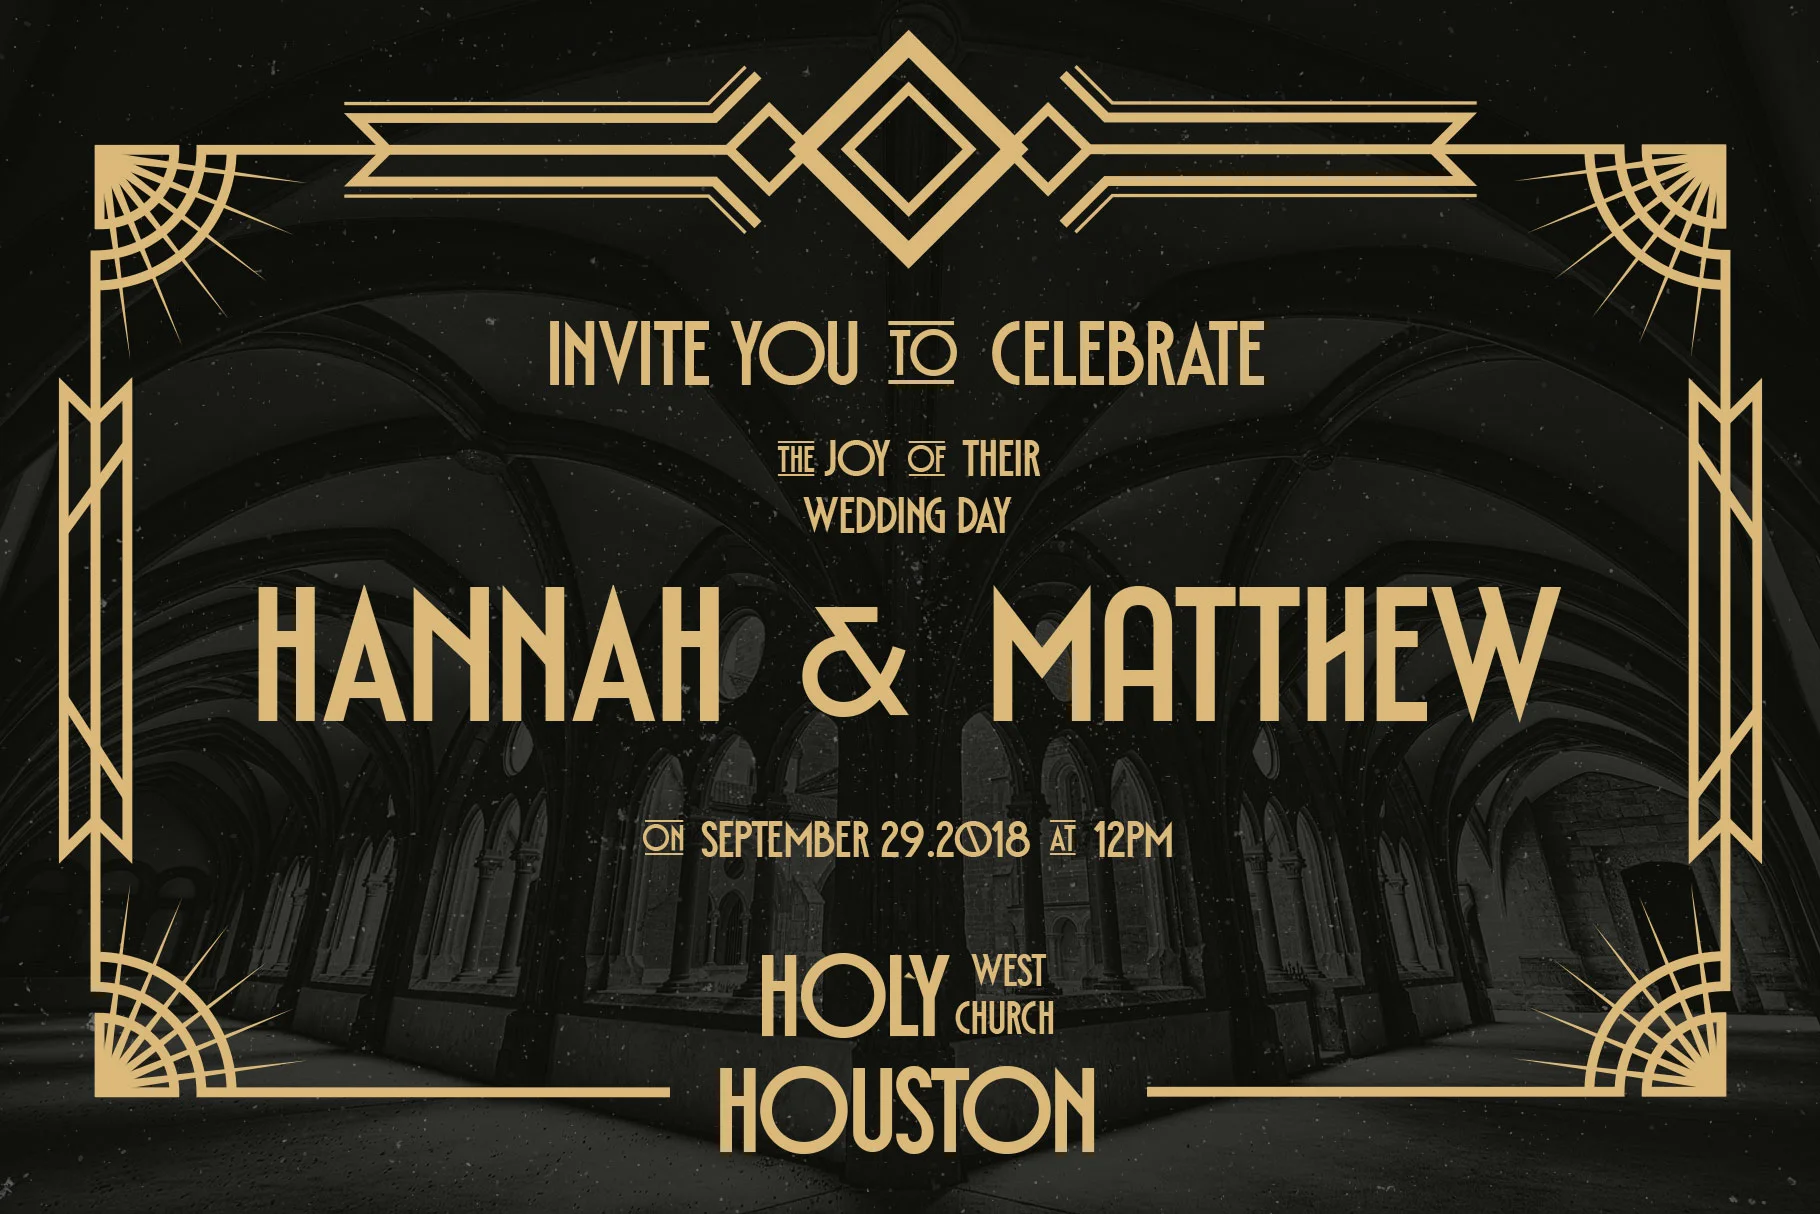 INVITE YOU TO CELEBRATE
THE JOY OF THEIR
WEDDING DAY
HANNAH & MATTHEW
ON SEPTEMBER 29.2018 AT 12PM
HOLY WEST CHURCH
HOUSTON